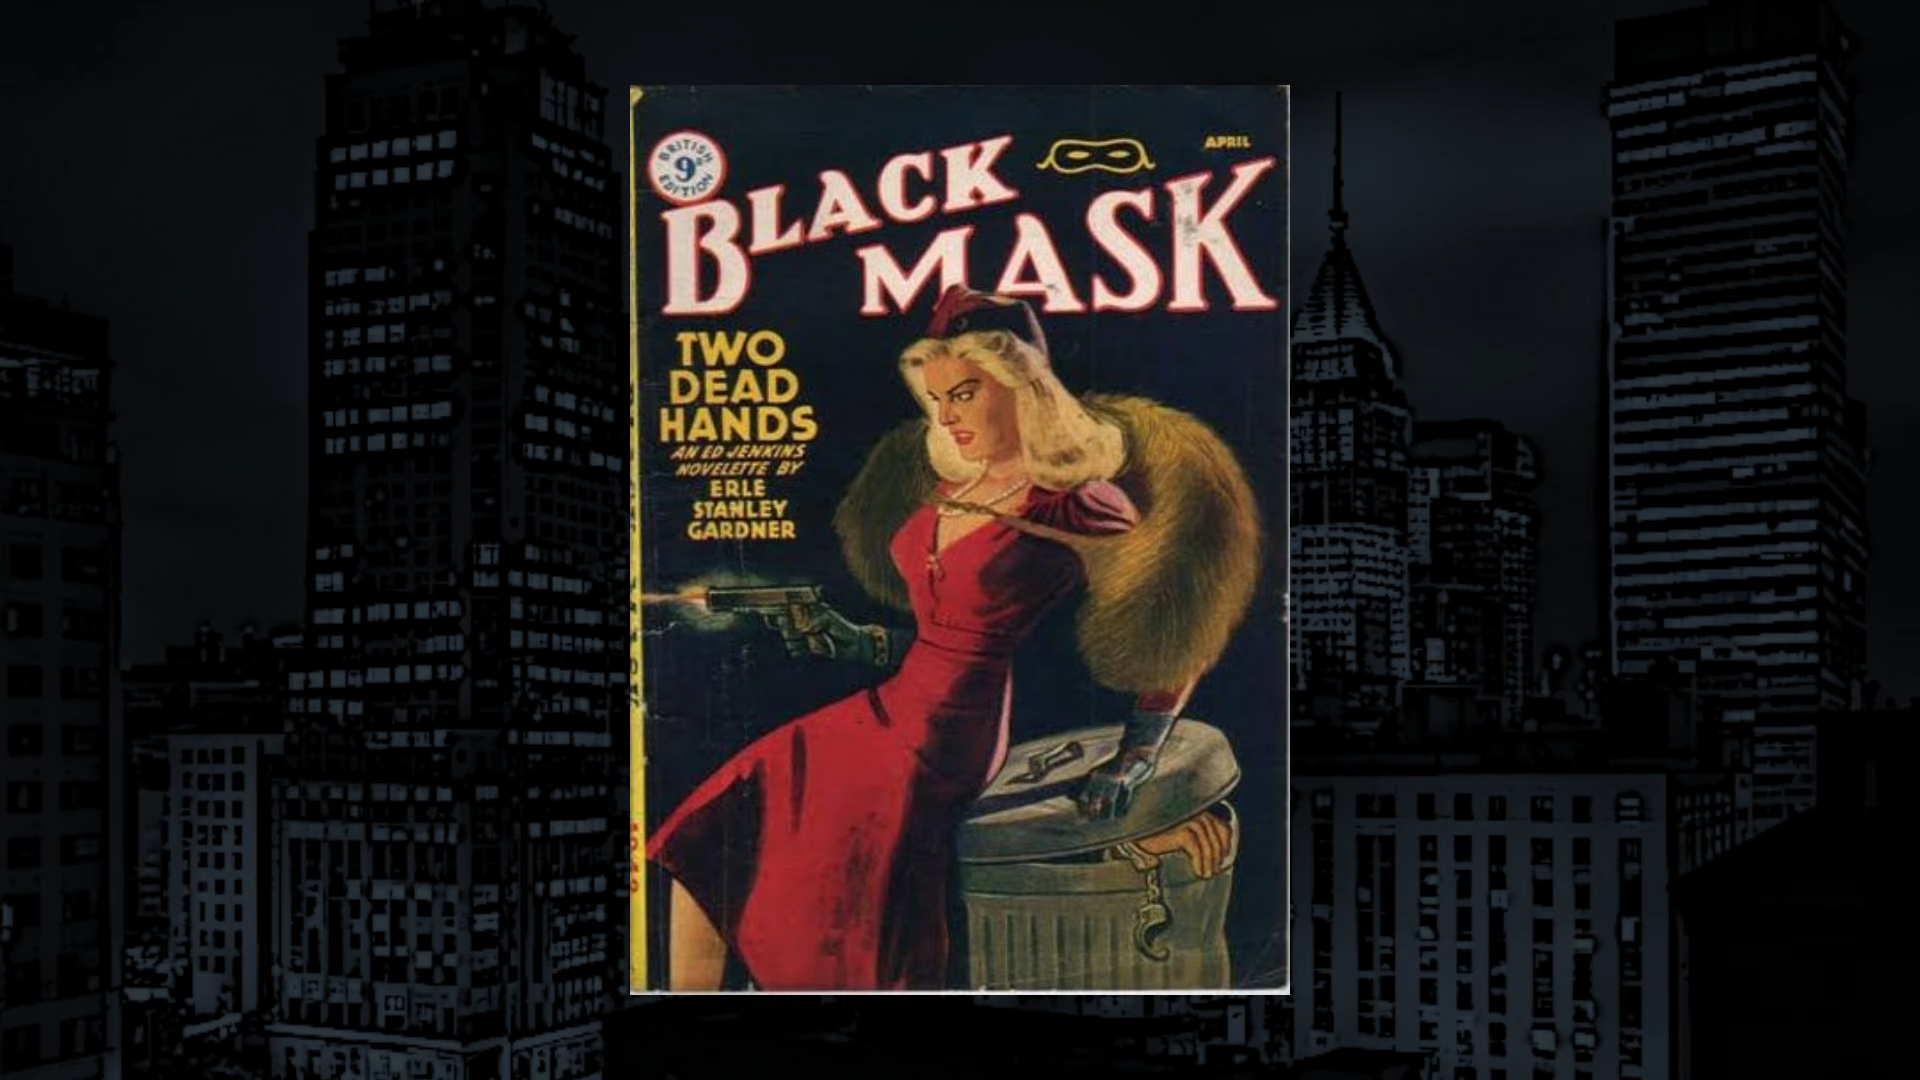 BRITISH
9D
EDITION
APRIL
BLACK
MASK
TWO
DEAD
HANDS
AN ED JENKINS
NOVELETTE BY
ERLE
STANLEY
GARDNER